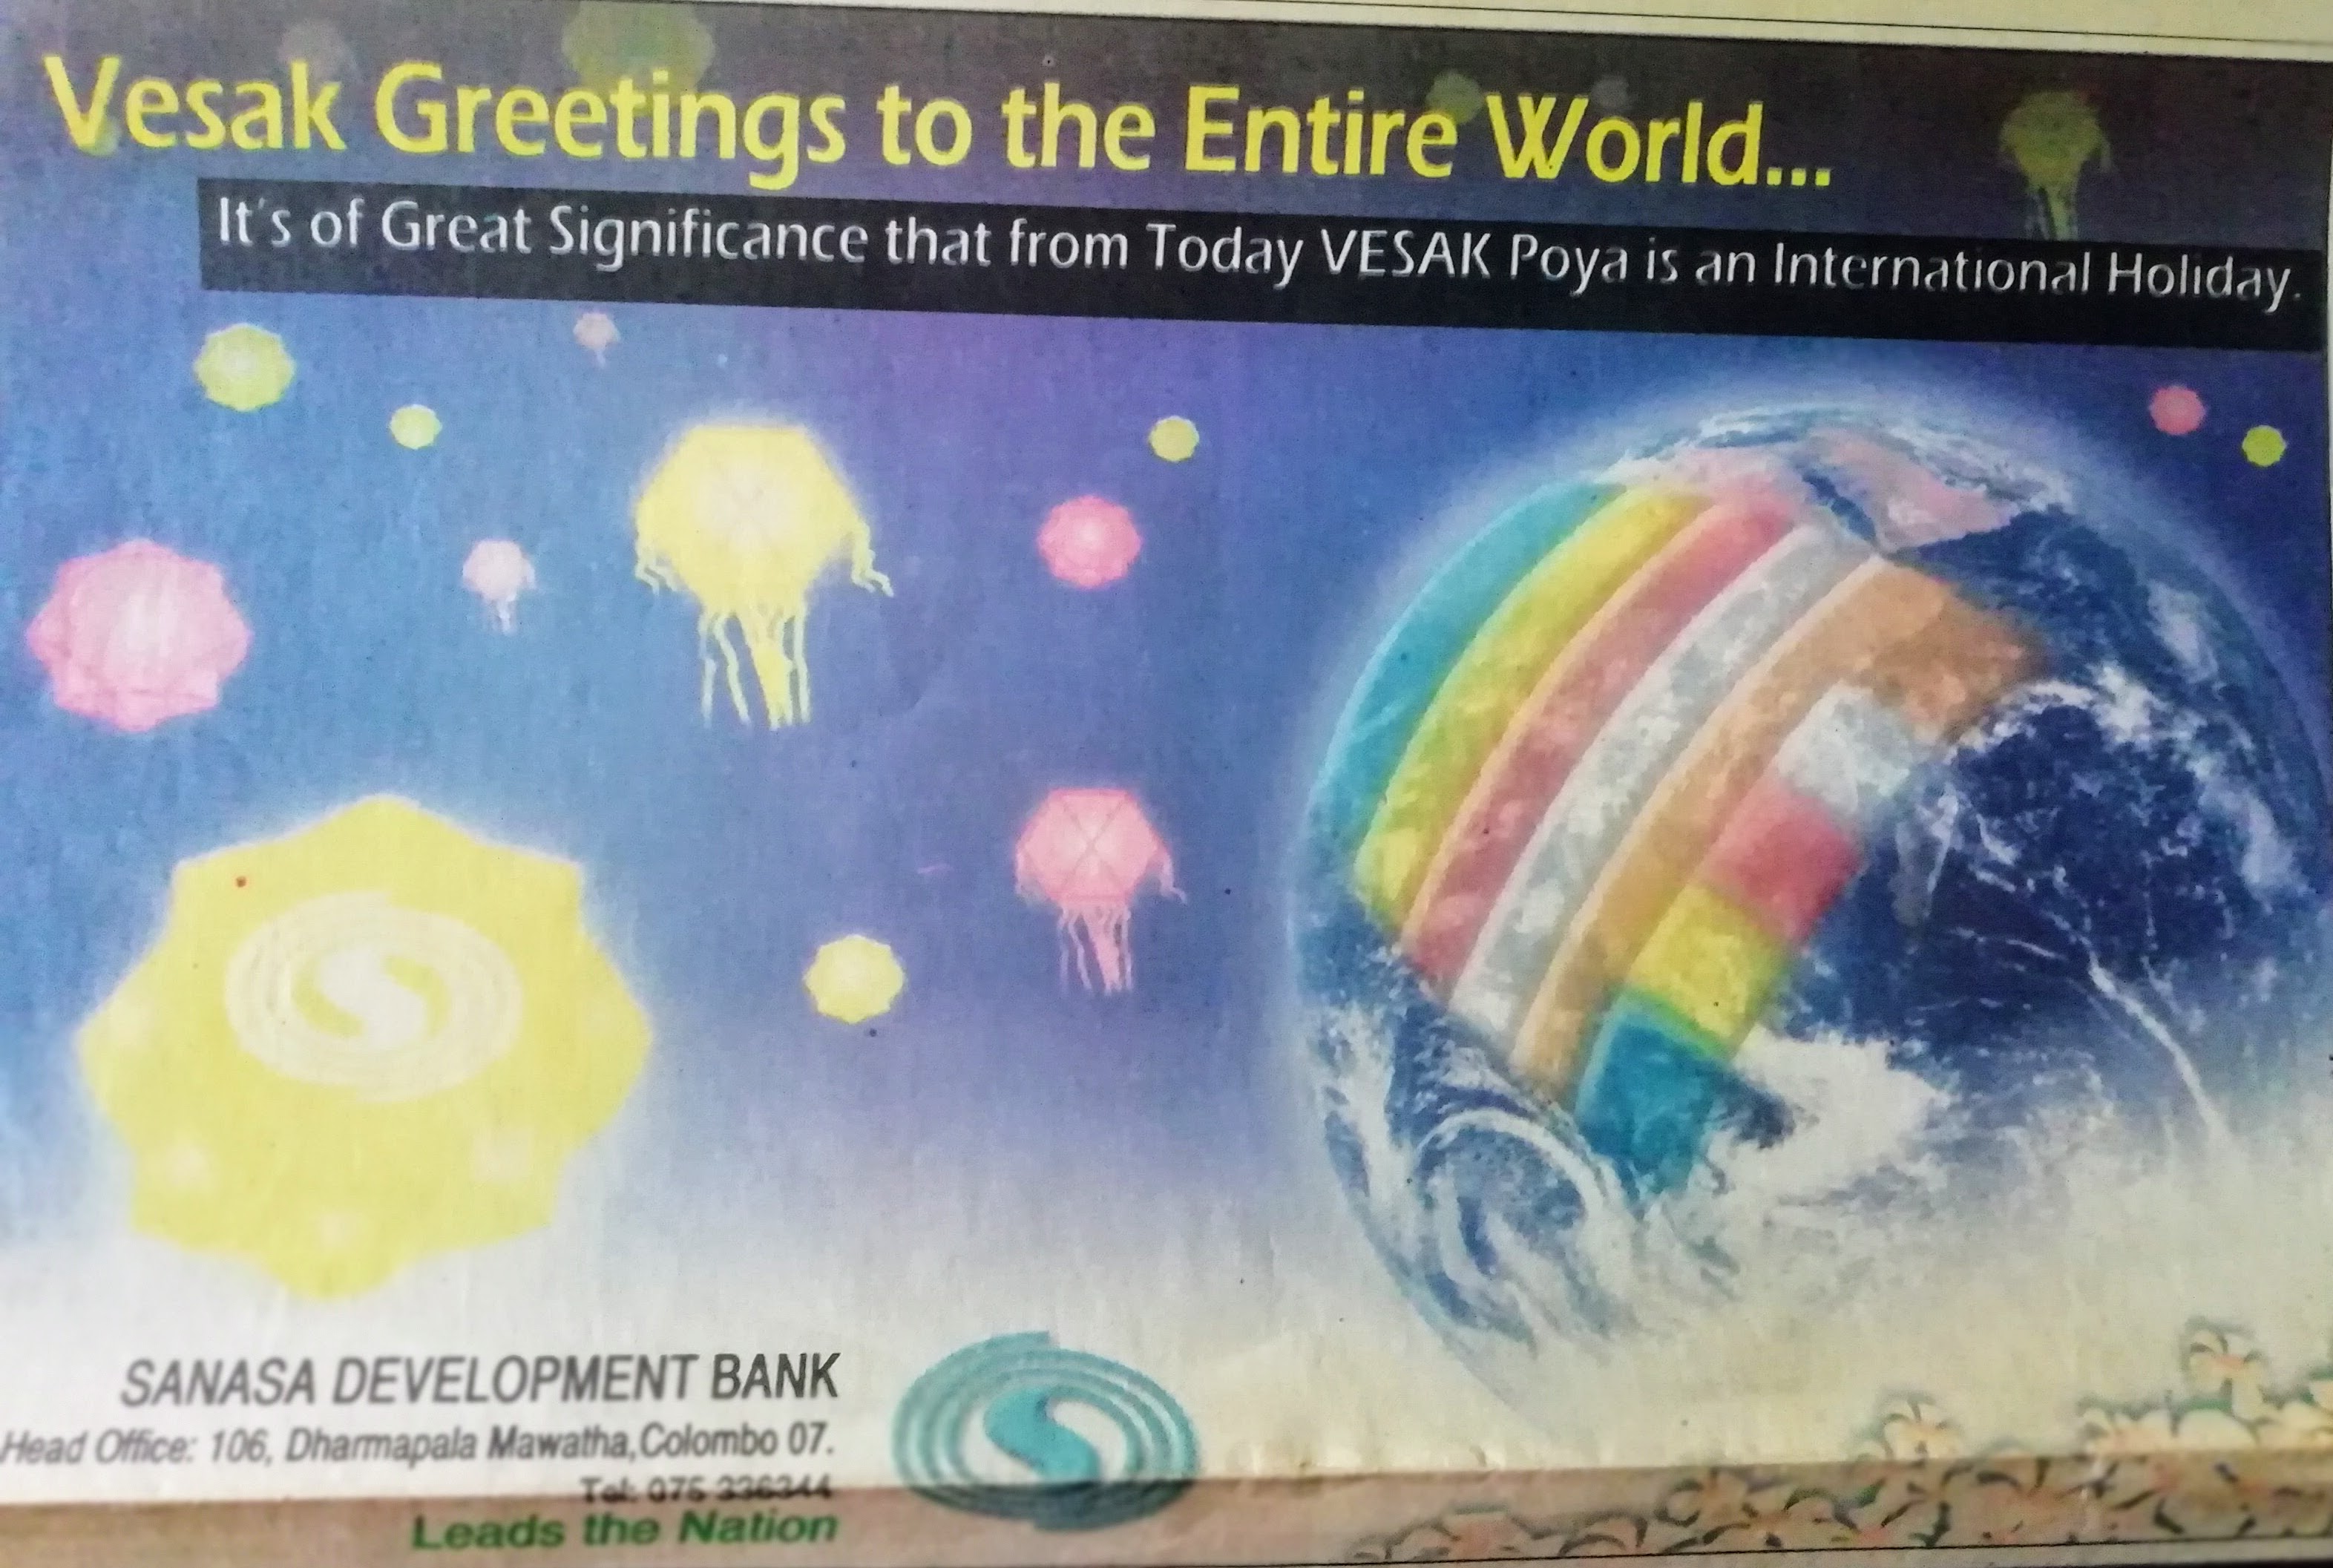 Vesak Greetings to the Entire World...
It's of Great Significance that from Today VESAK Poya is an International Holiday.
SANASA DEVELOPMENT BANK
Head Office: 106, Dharmapala Mawatha, Colombo 07.
Tel: 075 336344
Leads the Nation